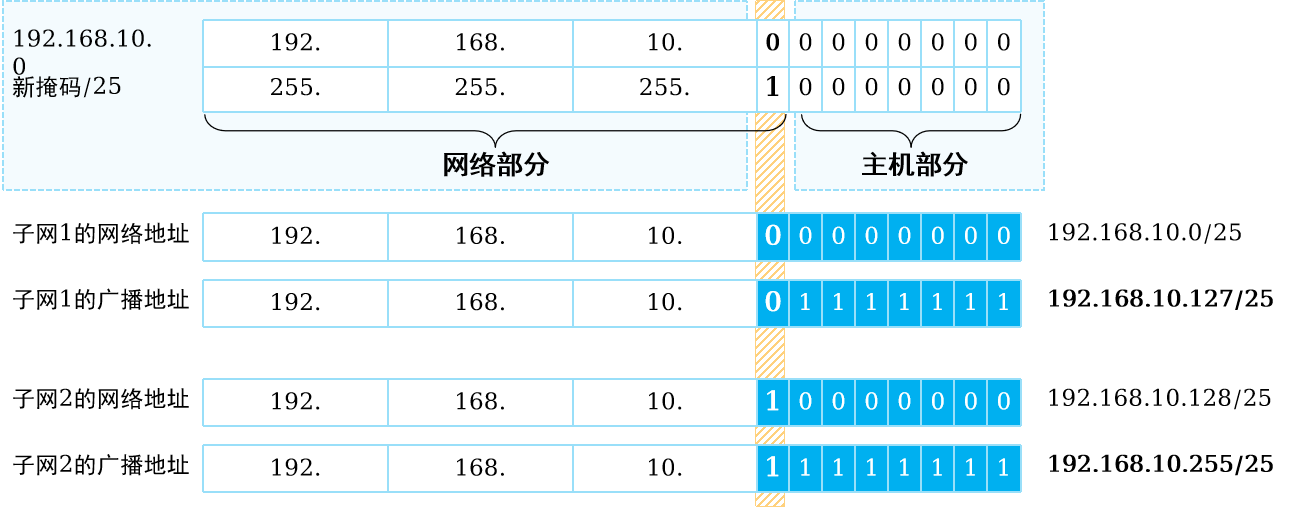 192.168.10.
0
192. 168. 10. 0 0 0 0 0 0 0 0
新掩码/25 255. 255. 255. 1 0 0 0 0 0 0 0
网络部分 主机部分
子网1的网络地址 192. 168. 10. 0 0 0 0 0 0 0 0 192.168.10.0/25
子网1的广播地址 192. 168. 10. 0 1 1 1 1 1 1 1 192.168.10.127/25
子网2的网络地址 192. 168. 10. 1 0 0 0 0 0 0 0 192.168.10.128/25
子网2的广播地址 192. 168. 10. 1 1 1 1 1 1 1 1 192.168.10.255/25